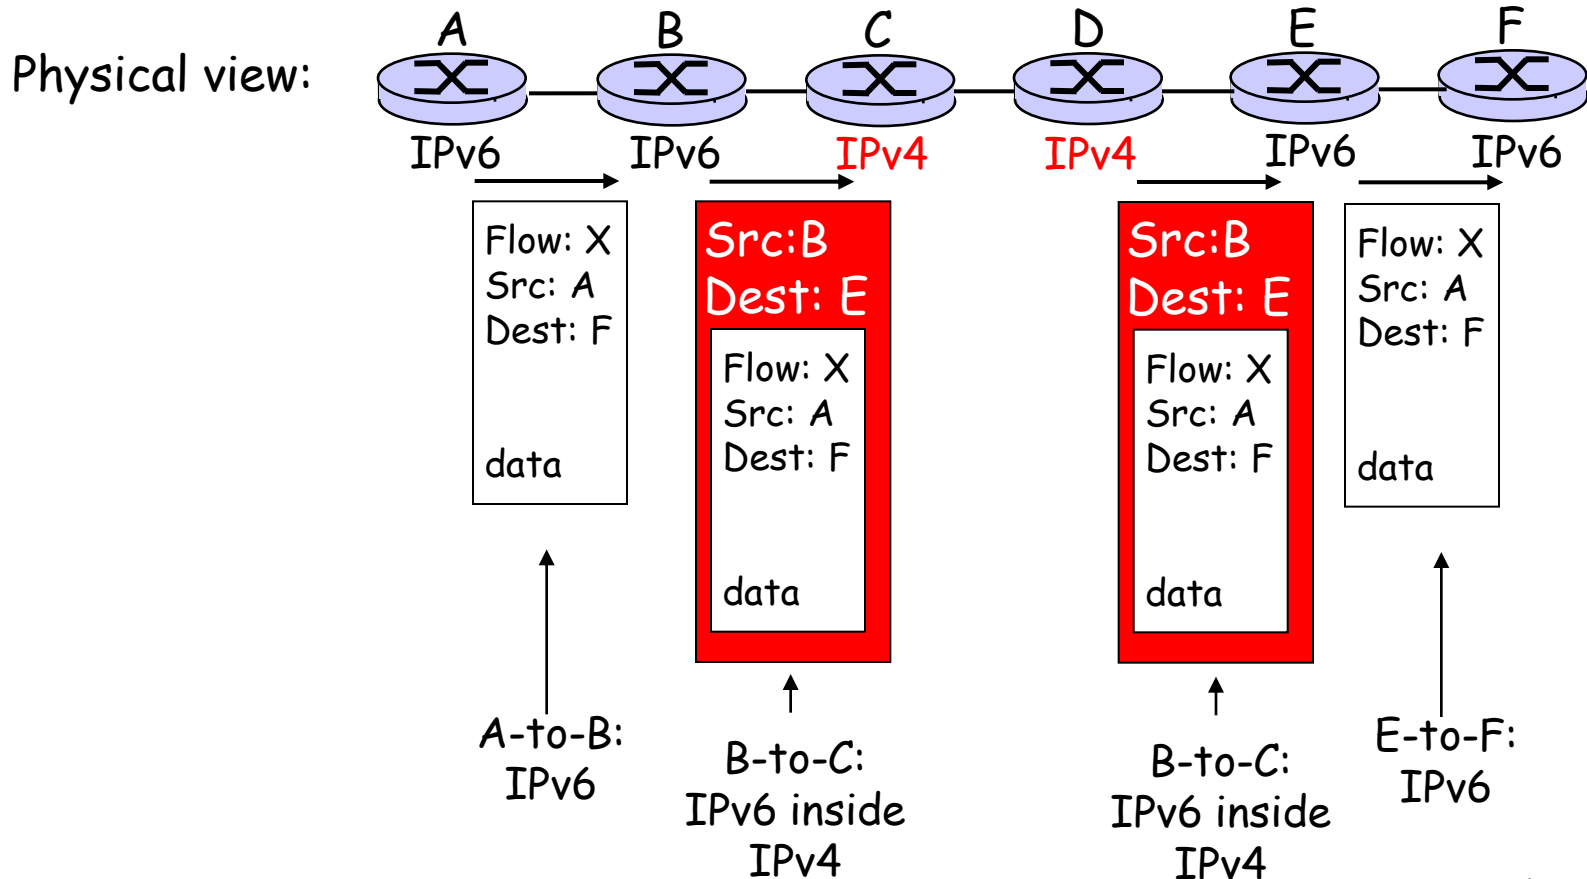 A B C D E F
Physical view:
IPv6 IPv6 IPv4 IPv4 IPv6 IPv6
Flow: X
Src: A
Dest: F
data
Src:B
Dest: E
Flow: X
Src: A
Dest: F
data
Src:B
Dest: E
Flow: X
Src: A
Dest: F
data
Flow: X
Src: A
Dest: F
data
A-to-B:
IPv6
B-to-C:
IPv6 inside
IPv4
B-to-C:
IPv6 inside
IPv4
E-to-F:
IPv6